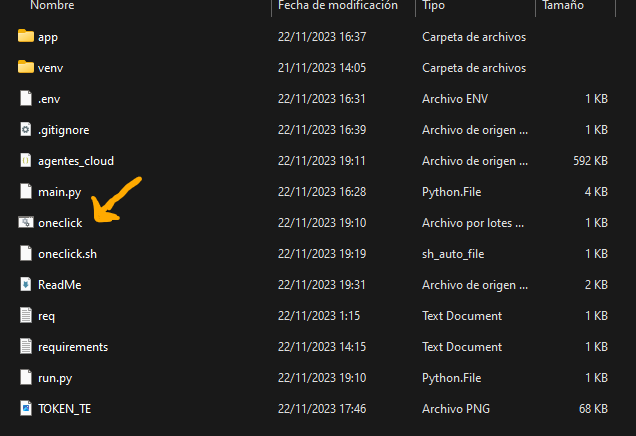 Nombre Fecha de modificación Tipo Tamaño
app 22/11/2023 16:37 Carpeta de archivos
venv 21/11/2023 14:05 Carpeta de archivos
.env 22/11/2023 16:31 Archivo ENV 1 KB
.gitignore 22/11/2023 16:39 Archivo de origen ... 1 KB
agentes_cloud 22/11/2023 19:11 Archivo de origen ... 592 KB
main.py 22/11/2023 16:28 Python.File 4 KB
oneclick 22/11/2023 19:10 Archivo por lotes ... 1 KB
oneclick.sh 22/11/2023 19:19 sh_auto_file 1 KB
ReadMe 22/11/2023 19:31 Archivo de origen ... 2 KB
req 22/11/2023 1:15 Text Document 1 KB
requirements 22/11/2023 14:15 Text Document 1 KB
run.py 22/11/2023 19:10 Python.File 1 KB
TOKEN_TE 22/11/2023 17:46 Archivo PNG 68 KB